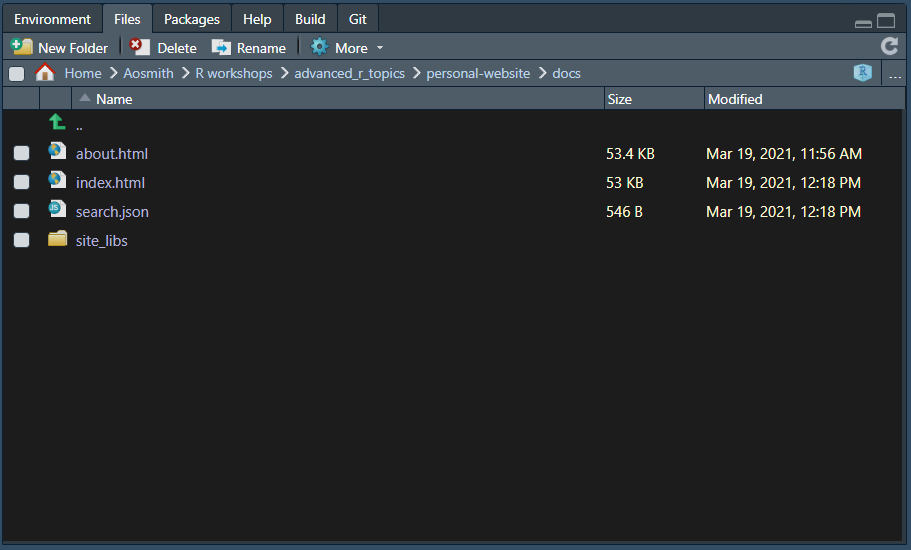 Environment Files Packages Help Build Git
New Folder Delete Rename More
Home Aosmith R workshops advanced_r_topics personal-website docs R ...
Name Size Modified
..
about.html 53.4 KB Mar 19, 2021, 11:56 AM
index.html 53 KB Mar 19, 2021, 12:18 PM
JS search.json 546 B Mar 19, 2021, 12:18 PM
site_libs